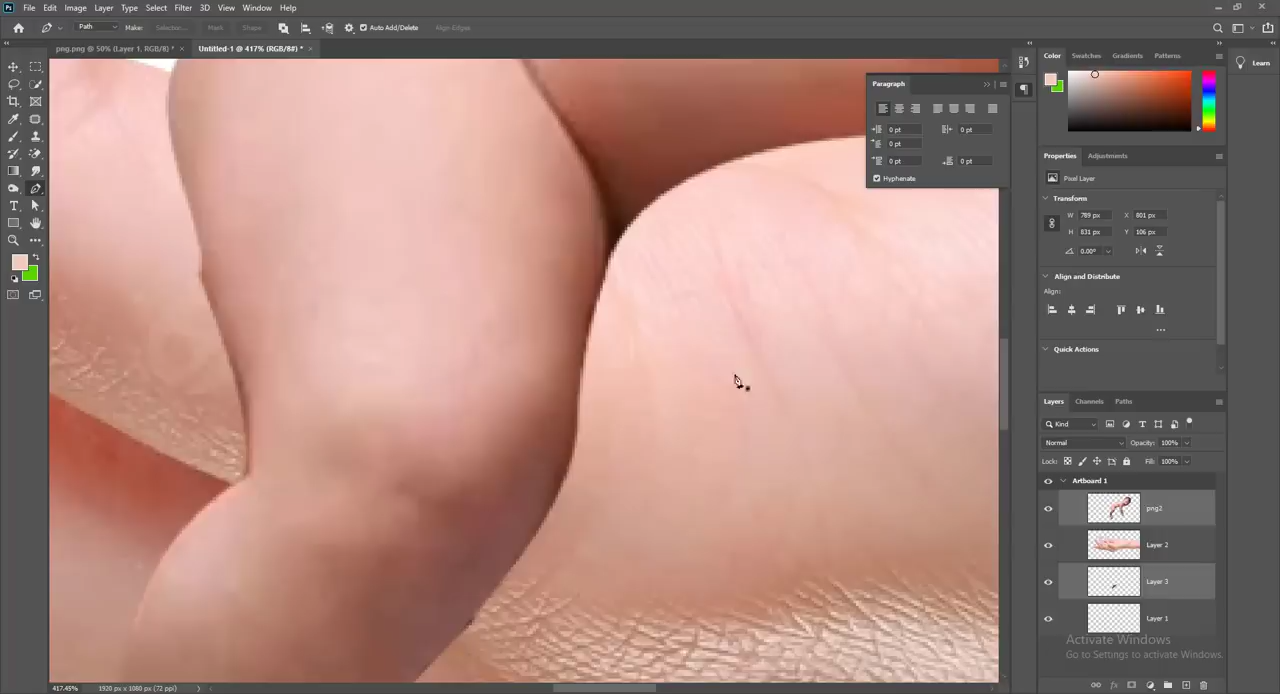 File Edit Image Layer Type Select Filter 3D View Window Help
Path Make: Selection... Mark Shape Auto Add/Delete Align Edges
png.png @ 50% (Layer 1, RGB/8) * × Untitled-1 @ 417% (RGB/8#) * ×
Color Swatches Gradients Patterns
Learn
Paragraph
0 pt 0 pt
0 pt
0 pt 0 pt
Hyphenate
Properties Adjustments
Pixel Layer
Transform
W 789 px X 801 px
H 831 px Y 106 px
0.00°
Align and Distribute
Align:
Quick Actions
Layers Channels Paths
Kind
Normal Opacity: 100%
Lock: Fill: 100%
Artboard 1
png2
Layer 2
Layer 3
Layer 1
Activate Windows
Go to Settings to activate Windows.
417.45% 1920 px x 1080 px (72 ppi)